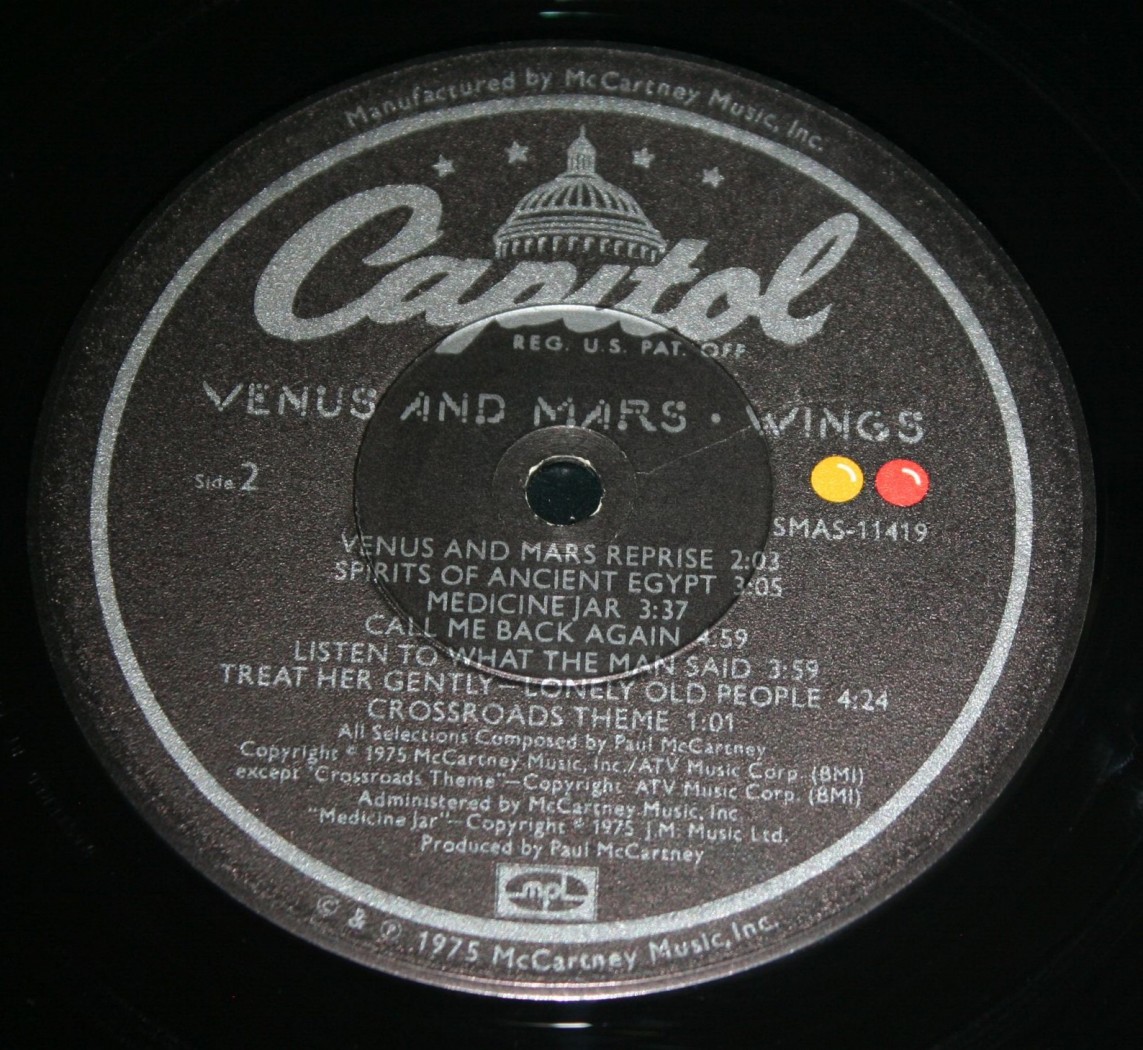 Manufactured by McCartney Music, Inc.
Capitol
REG. U.S. PAT. OFF
VENUS AND MARS • WINGS
Side 2
SMAS-11419
VENUS AND MARS REPRISE 2:03
SPIRITS OF ANCIENT EGYPT 3:05
MEDICINE JAR 3:37
CALL ME BACK AGAIN 4:59
LISTEN TO WHAT THE MAN SAID 3:59
TREAT HER GENTLY—LONELY OLD PEOPLE 4:24
CROSSROADS THEME 1:01
All Selections Composed by Paul McCartney
Copyright © 1975 McCartney Music, Inc./ATV Music Corp. (BMI)
except "Crossroads Theme"—Copyright ATV Music Corp. (BMI)
Administered by McCartney Music, Inc
"Medicine Jar"—Copyright © 1975 J.M. Music Ltd.
Produced by Paul McCartney
mpl
© & ℗ 1975 McCartney Music, Inc.